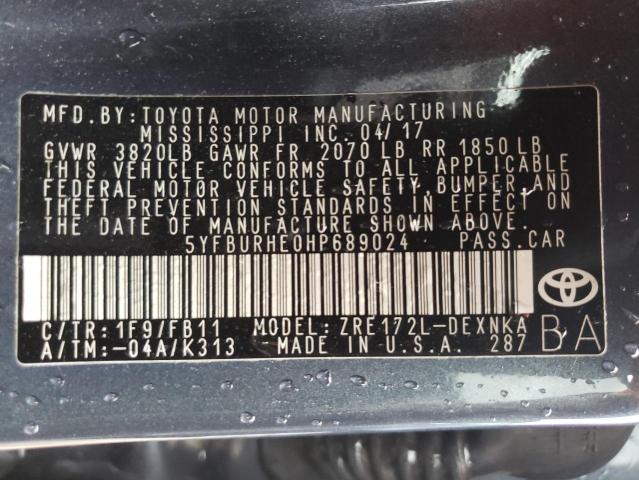 MFD.BY:TOYOTA MOTOR MANUFACTURING
MISSISSIPPI INC. 04/17
GVWR 3820LB GAWR FR 2070 LB RR 1850 LB
THIS VEHICLE CONFORMS TO ALL APPLICABLE
FEDERAL MOTOR VEHICLE SAFETY,BUMPER,AND
THEFT PREVENTION STANDARDS IN EFFECT ON
THE DATE OF MANUFACTURE SHOWN ABOVE.
5YFBURHE0HP689024 PASS.CAR
C/TR:1F9/FB11 MODEL: ZRE172L-DEXNKA
A/TM:-04A/K313 MADE IN U.S.A. 287
BA